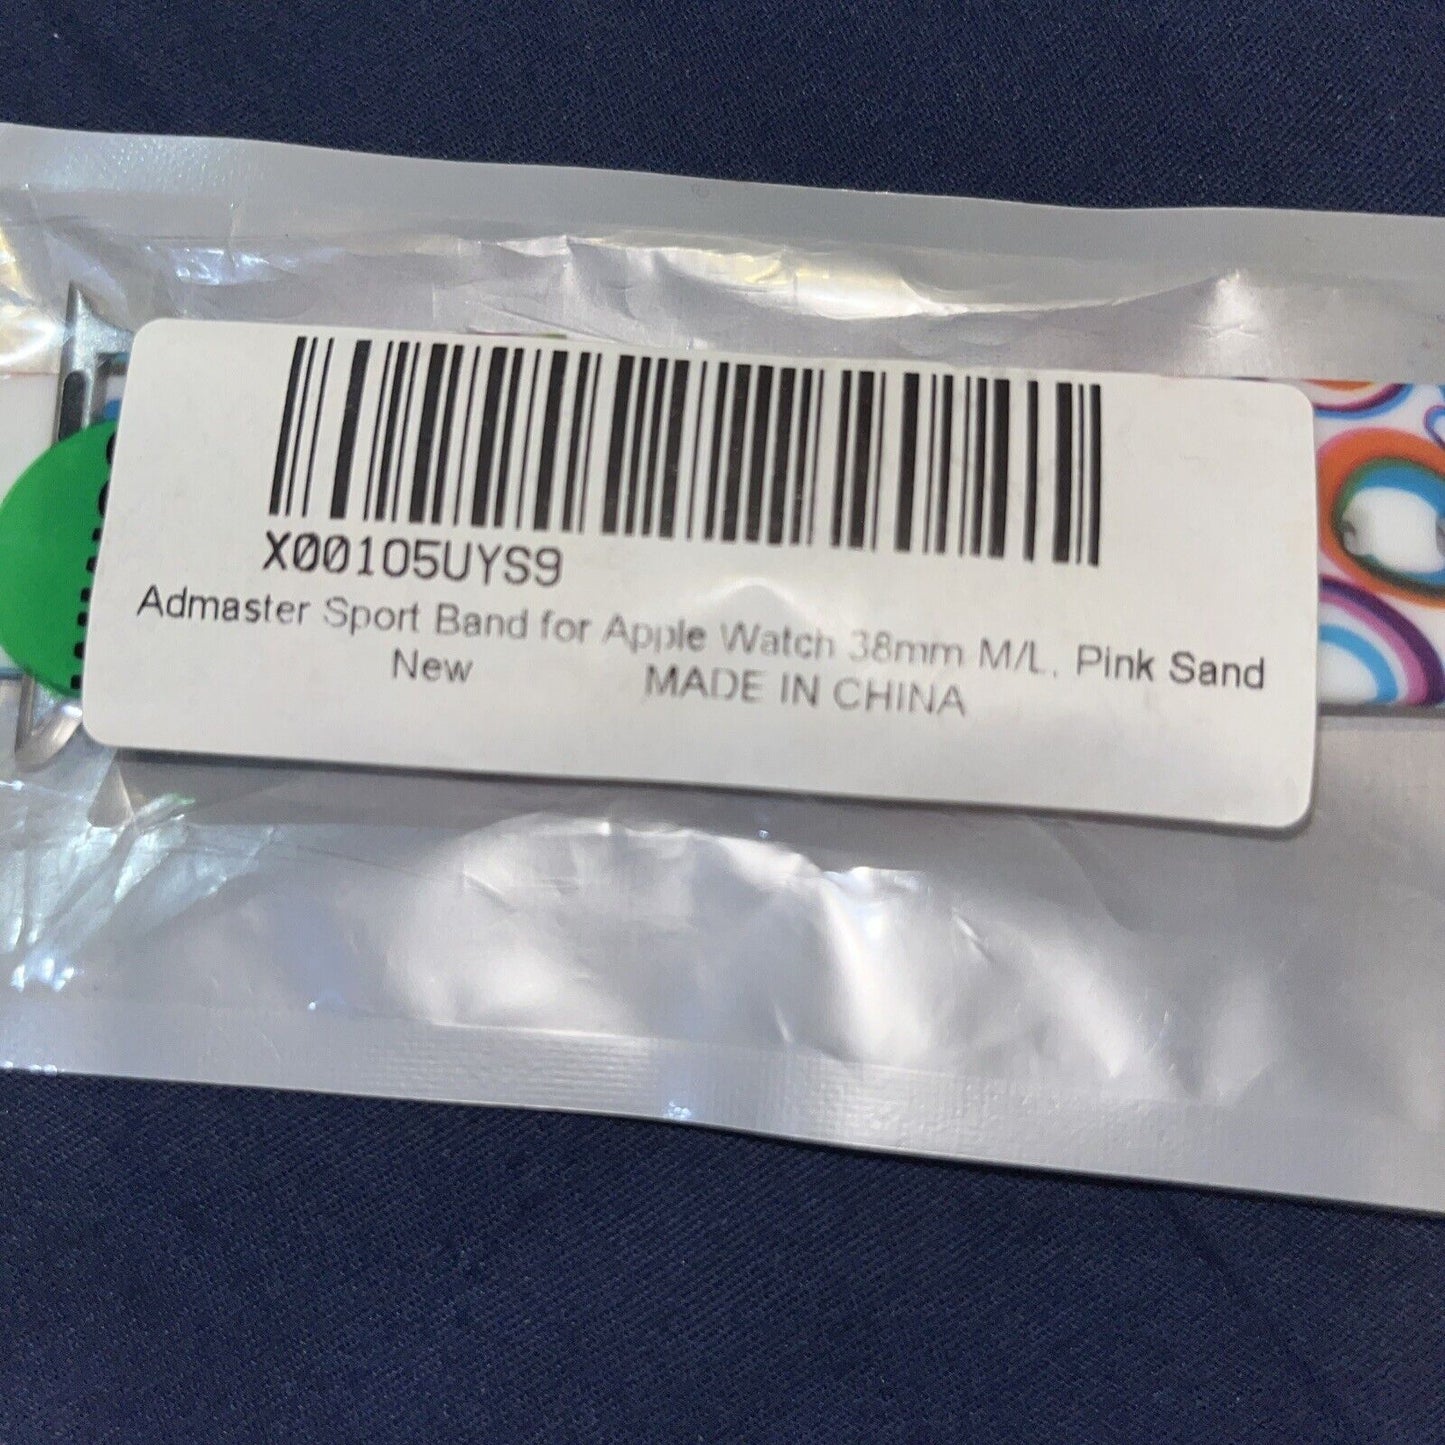 X00105UYS9
Admaster Sport Band for Apple Watch 38mm M/L, Pink Sand
New MADE IN CHINA